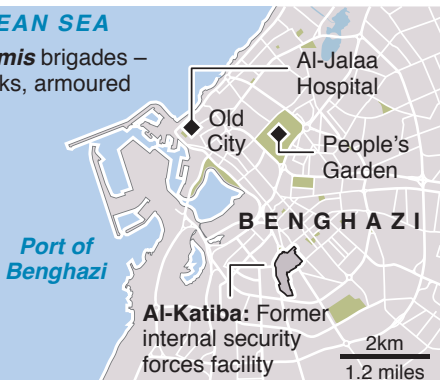 EAN SEA
mis brigades –
ks, armoured
Al-Jalaa
Hospital
Old
City
People's
Garden
BENGHAZI
Port of
Benghazi
Al-Katiba: Former
internal security
forces facility
2km
1.2 miles